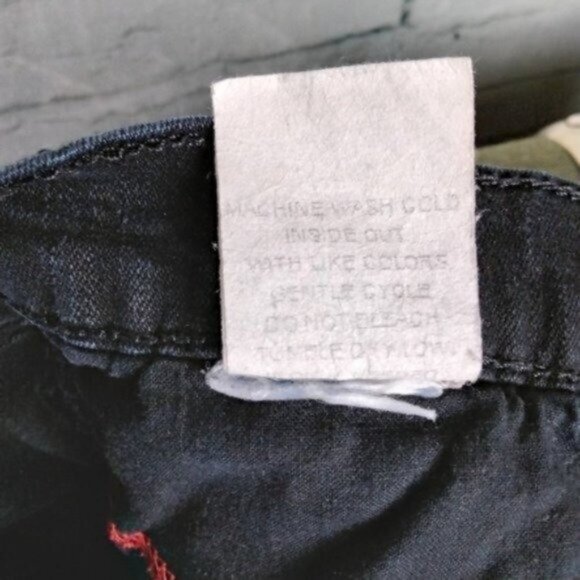 MACHINE WASH COLD
INSIDE OUT
WITH LIKE COLORS
GENTLE CYCLE
DO NOT BLEACH
TUMBLE DRY LOW